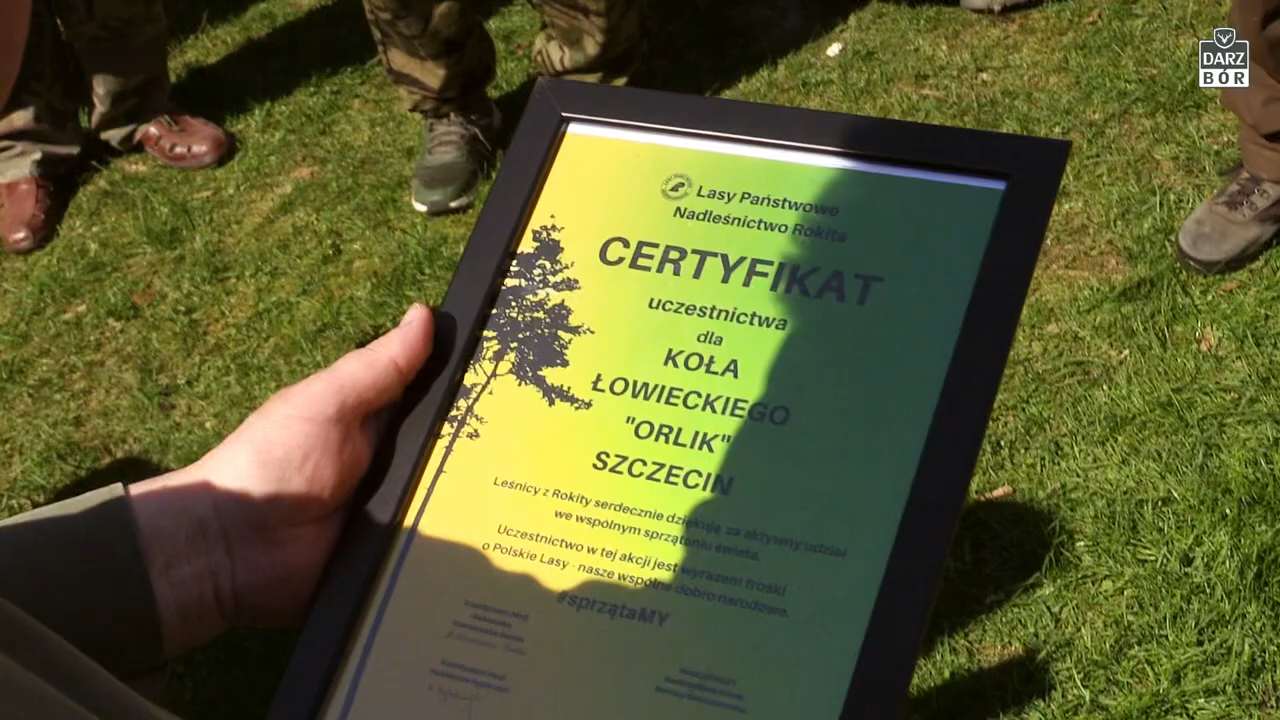 DARZ
BÓR
Lasy Państwowe
Nadleśnictwo Rokita
CERTYFIKAT
uczestnictwa
dla
KOŁA
ŁOWIECKIEGO
"ORLIK"
SZCZECIN
Leśnicy z Rokity serdecznie dziękują za aktywny udział
we wspólnym sprzątaniu świata.
Uczestnictwo w tej akcji jest wyrazem troski
o Polskie Lasy - nasze wspólne dobro narodowe.
#sprzątaMY